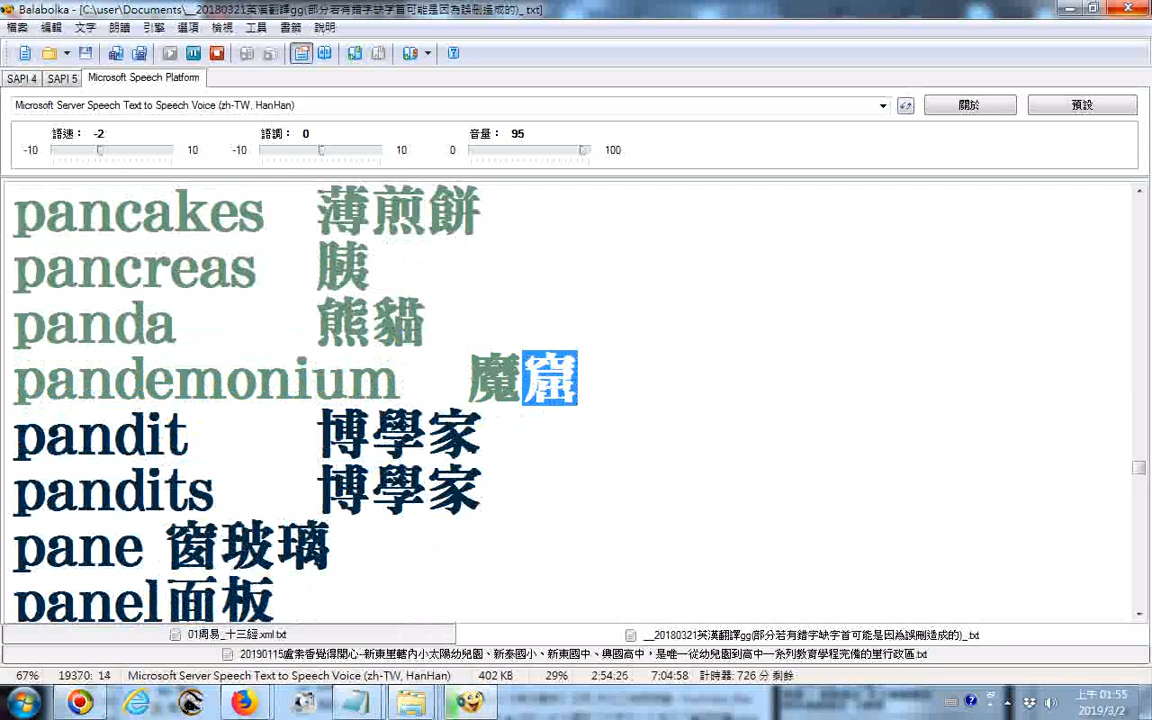 Balabolka - [C:\user\Documents\__20180321英漢翻譯gg(部分若有錯字缺字首可能是因為誤刪造成的)_.txt]
檔案 編輯 文字 朗讀 引擎 選項 檢視 工具 書籤 說明
SAPI 4 SAPI 5 Microsoft Speech Platform
Microsoft Server Speech Text to Speech Voice (zh-TW, HanHan) 關於 預設
語速： -2 語調： 0 音量： 95
-10 10 -10 10 0 100
pancakes 薄煎餅
pancreas 胰
panda 熊貓
pandemonium 魔窟
pandit 博學家
pandits 博學家
pane 窗玻璃
panel面板
01周易_十三經.xml.txt __20180321英漢翻譯gg(部分若有錯字缺字首可能是因為誤刪造成的)_.txt
20190115盧素香覺得開心--新東里轄內小太陽幼兒園、新泰國小、新東國中、興國高中，是唯一從幼兒園到高中一系列教育學程完備的里行政區.txt
67% 19370: 14 Microsoft Server Speech Text to Speech Voice (zh-TW, HanHan) 402 KB 29% 2:54:26 7:04:58 計時器: 726 分 剩餘
上午 01:55
2019/3/2